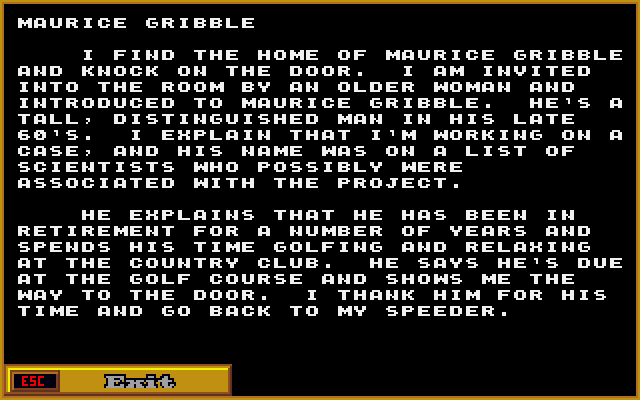 MAURICE GRIBBLE
I FIND THE HOME OF MAURICE GRIBBLE
AND KNOCK ON THE DOOR.  I AM INVITED
INTO THE ROOM BY AN OLDER WOMAN AND
INTRODUCED TO MAURICE GRIBBLE.  HE'S A
TALL, DISTINGUISHED MAN IN HIS LATE
60'S.  I EXPLAIN THAT I'M WORKING ON A
CASE, AND HIS NAME WAS ON A LIST OF
SCIENTISTS WHO POSSIBLY WERE
ASSOCIATED WITH THE PROJECT.
HE EXPLAINS THAT HE HAS BEEN IN
RETIREMENT FOR A NUMBER OF YEARS AND
SPENDS HIS TIME GOLFING AND RELAXING
AT THE COUNTRY CLUB.  HE SAYS HE'S DUE
AT THE GOLF COURSE AND SHOWS ME THE
WAY TO THE DOOR.  I THANK HIM FOR HIS
TIME AND GO BACK TO MY SPEEDER.
ESC Exit